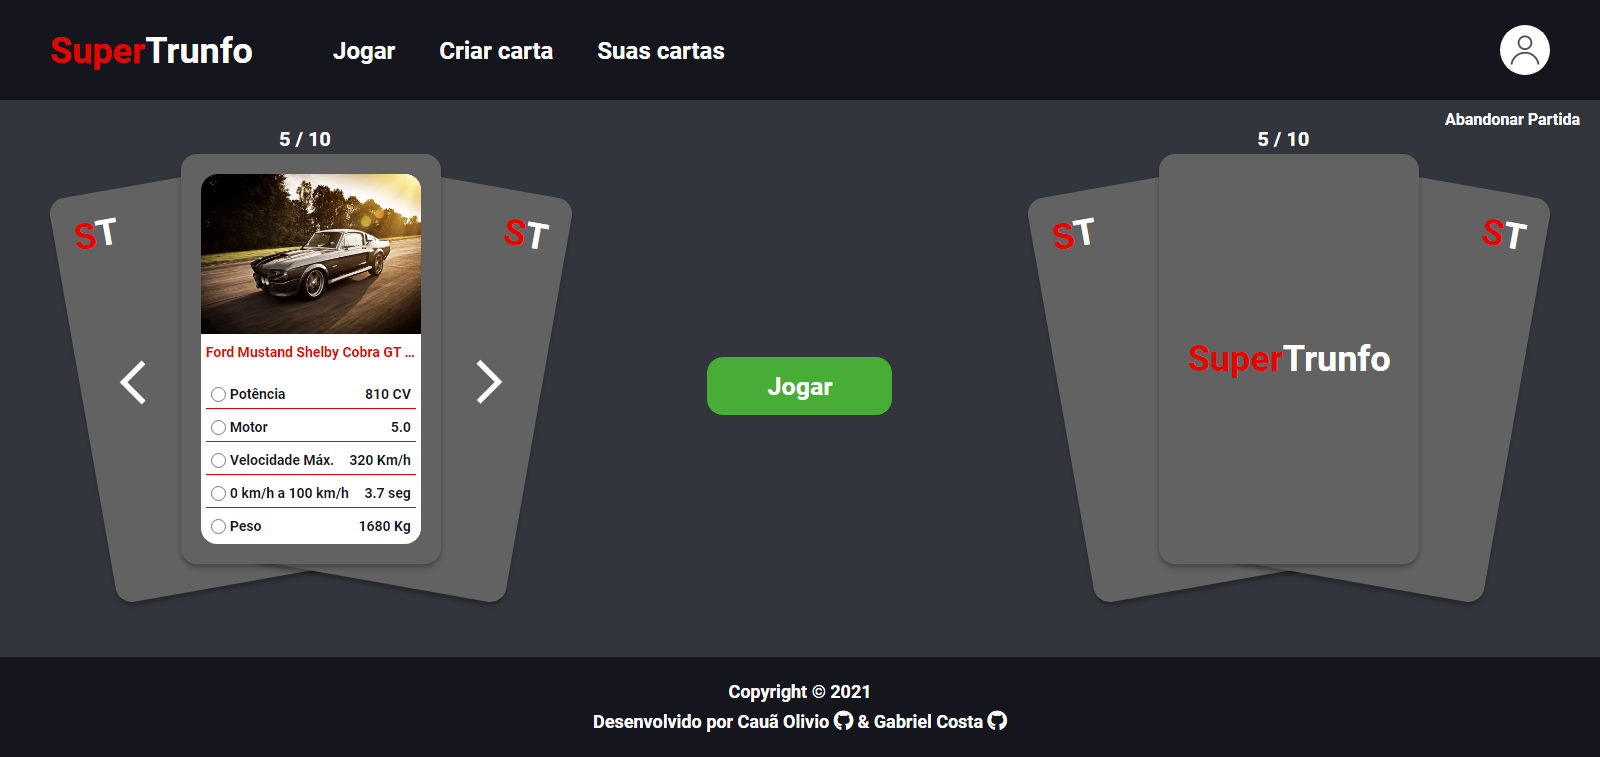 SuperTrunfo
Jogar
Criar carta
Suas cartas
Abandonar Partida
5 / 10
ST
ST
Ford Mustand Shelby Cobra GT ...
Potência 810 CV
Motor 5.0
Velocidade Máx. 320 Km/h
0 km/h a 100 km/h 3.7 seg
Peso 1680 Kg
Jogar
5 / 10
ST
ST
SuperTrunfo
Copyright © 2021
Desenvolvido por Cauã Olivio & Gabriel Costa